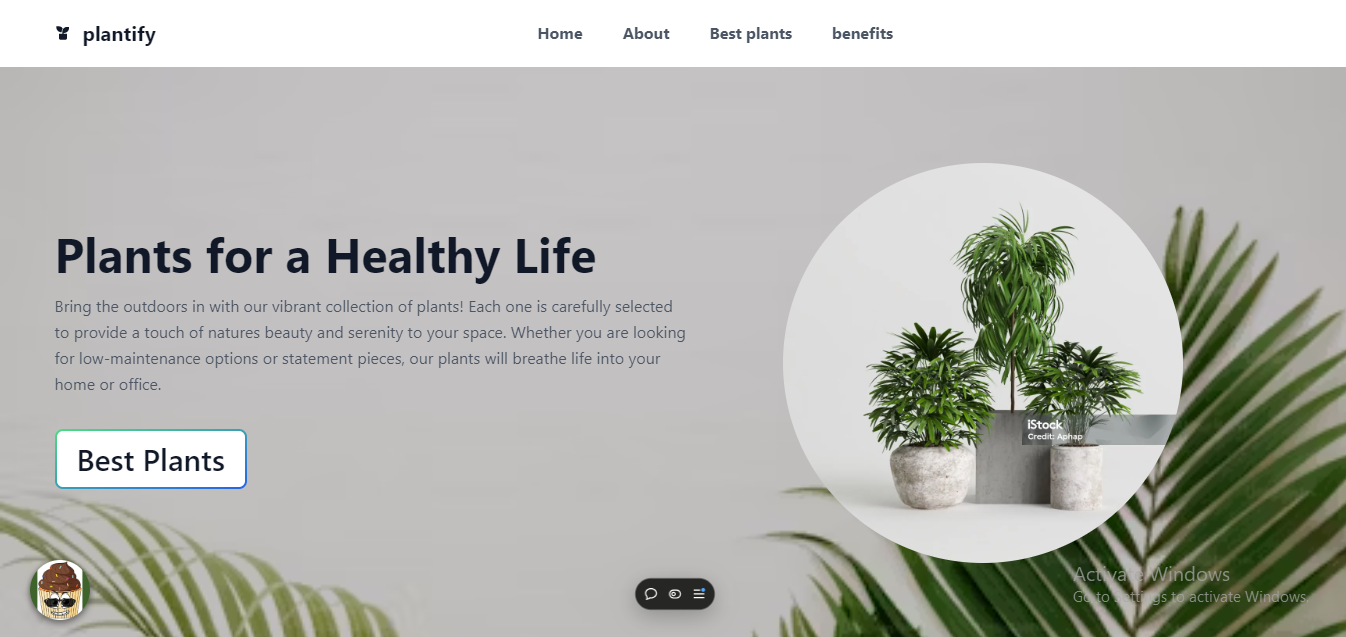 plantify
Home
About
Best plants
benefits
Plants for a Healthy Life
Bring the outdoors in with our vibrant collection of plants! Each one is carefully selected
to provide a touch of natures beauty and serenity to your space. Whether you are looking
for low-maintenance options or statement pieces, our plants will breathe life into your
home or office.
Best Plants
iStock
Credit: Aphap
Activate Windows
Go to Settings to activate Windows.